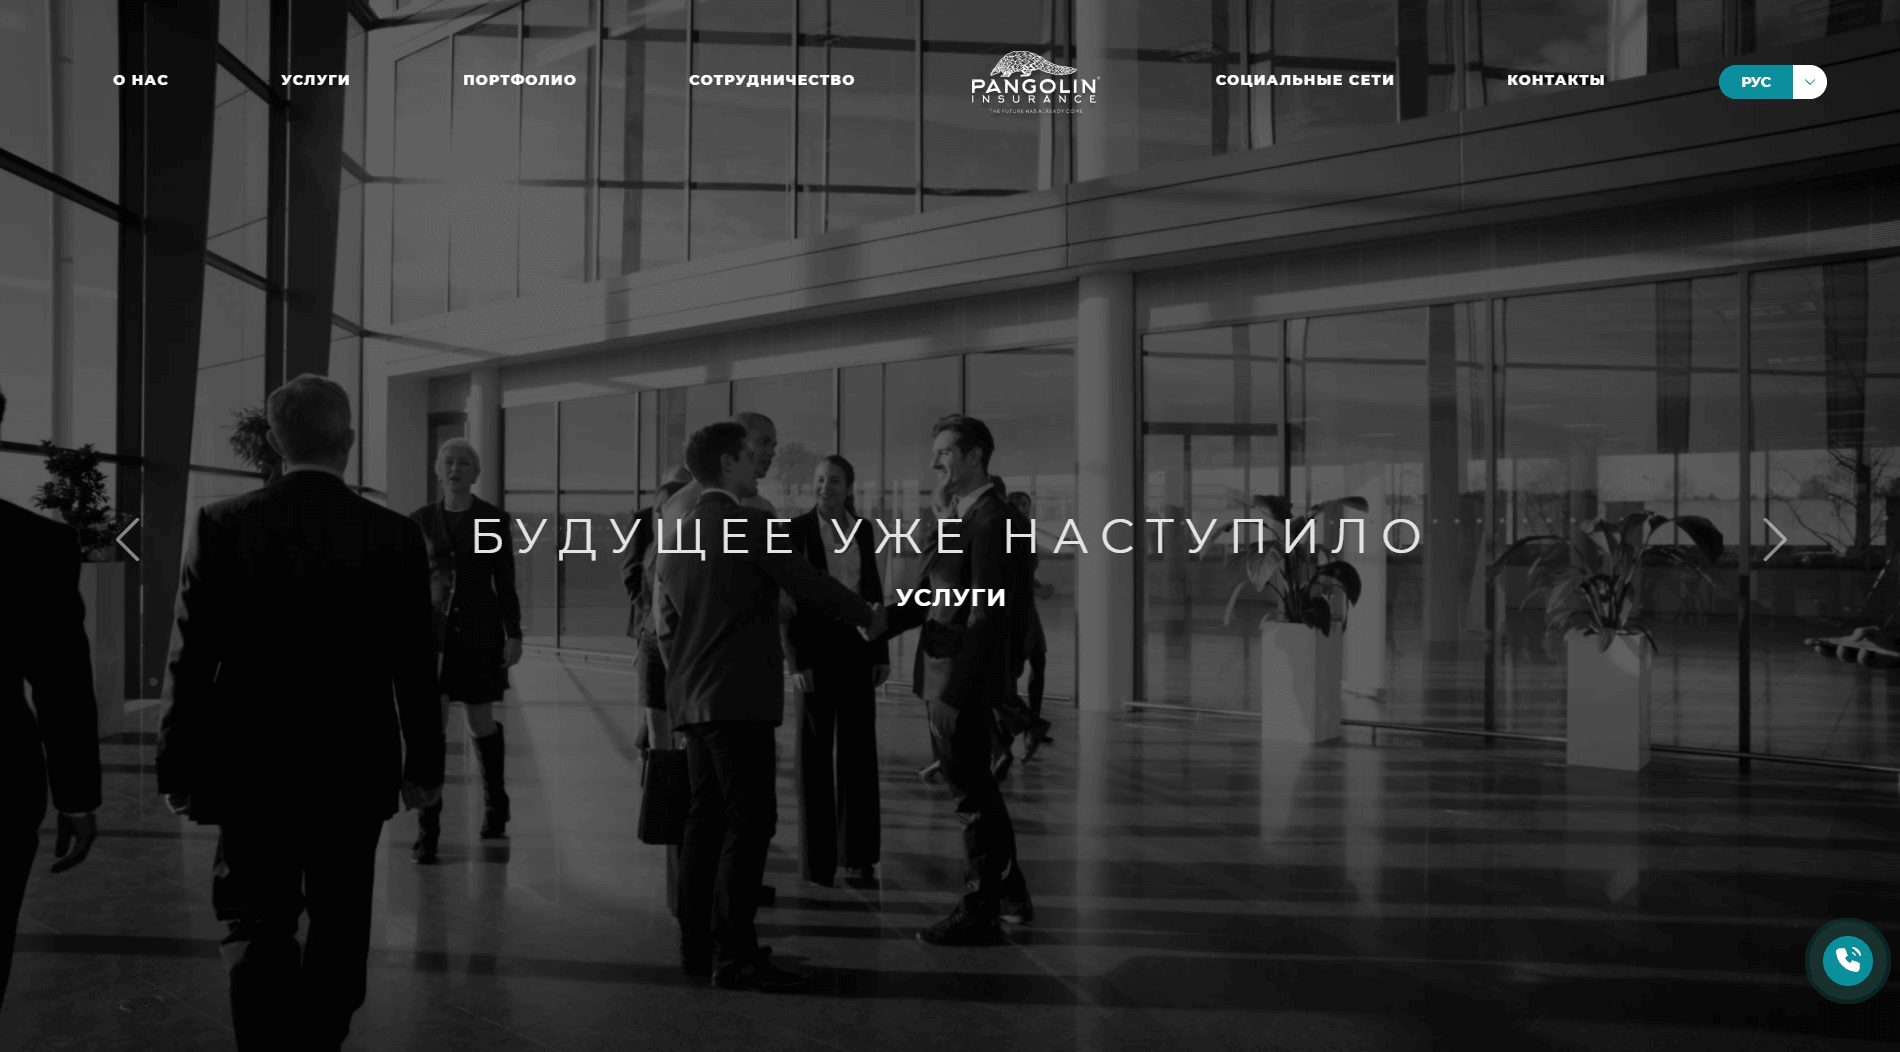 О НАС
УСЛУГИ
ПОРТФОЛИО
СОТРУДНИЧЕСТВО
PANGOLIN
INSURANCE
THE FUTURE HAS ALREADY COME
СОЦИАЛЬНЫЕ СЕТИ
КОНТАКТЫ
РУС
БУДУЩЕЕ УЖЕ НАСТУПИЛО
УСЛУГИ